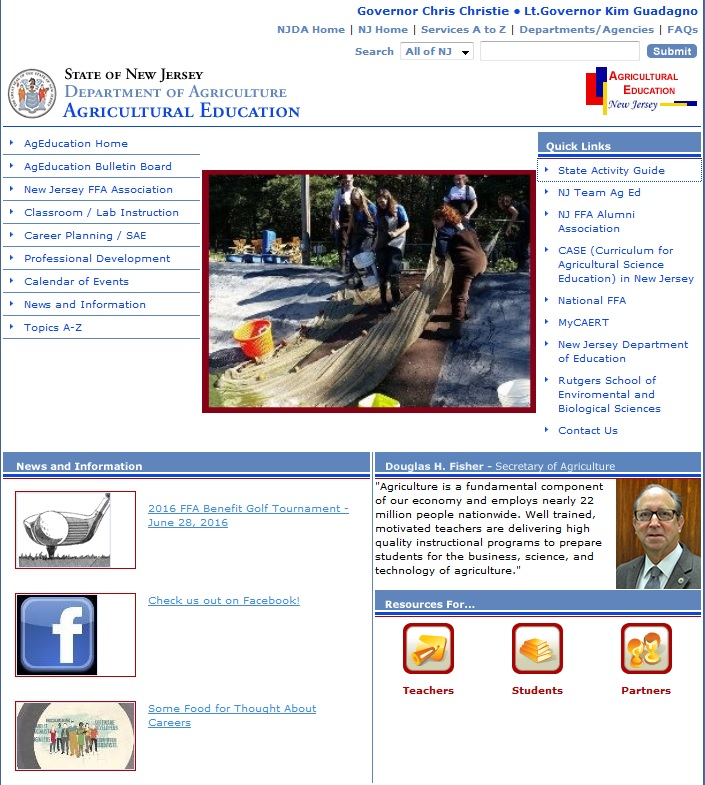 Governor Chris Christie • Lt.Governor Kim Guadagno
NJDA Home | NJ Home | Services A to Z | Departments/Agencies | FAQs
Search All of NJ Submit
STATE OF NEW JERSEY
DEPARTMENT OF AGRICULTURE
AGRICULTURAL EDUCATION
AGRICULTURAL
EDUCATION
New Jersey
AgEducation Home
AgEducation Bulletin Board
New Jersey FFA Association
Classroom / Lab Instruction
Career Planning / SAE
Professional Development
Calendar of Events
News and Information
Topics A-Z
Quick Links
State Activity Guide
NJ Team Ag Ed
NJ FFA Alumni
Association
CASE (Curriculum for
Agricultural Science
Education) in New Jersey
National FFA
MyCAERT
New Jersey Department
of Education
Rutgers School of
Enviromental and
Biological Sciences
Contact Us
News and Information
2016 FFA Benefit Golf Tournament -
June 28, 2016
Check us out on Facebook!
Some Food for Thought About
Careers
Douglas H. Fisher - Secretary of Agriculture
"Agriculture is a fundamental component
of our economy and employs nearly 22
million people nationwide. Well trained,
motivated teachers are delivering high
quality instructional programs to prepare
students for the business, science, and
technology of agriculture."
Resources For...
Teachers
Students
Partners